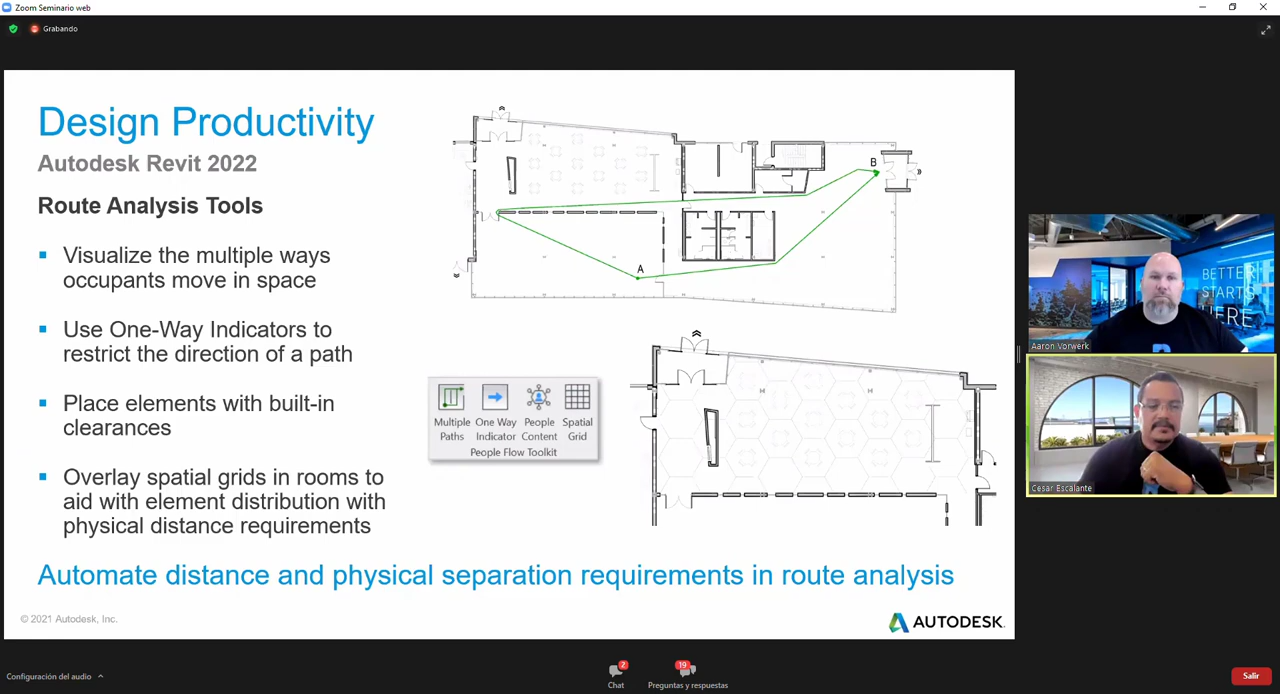 Zoom Seminario web
Grabando
Design Productivity
Autodesk Revit 2022
Route Analysis Tools
Visualize the multiple ways
occupants move in space
Use One-Way Indicators to
restrict the direction of a path
Place elements with built-in
clearances
Overlay spatial grids in rooms to
aid with element distribution with
physical distance requirements
Automate distance and physical separation requirements in route analysis
© 2021 Autodesk, Inc.
AUTODESK.
A
B
Multiple One Way People Spatial
Paths Indicator Content Grid
People Flow Toolkit
BETTER
STARTS
HERE
Aaron Vorwerk
Cesar Escalante
Configuración del audio
2
Chat
19
Preguntas y respuestas
Salir